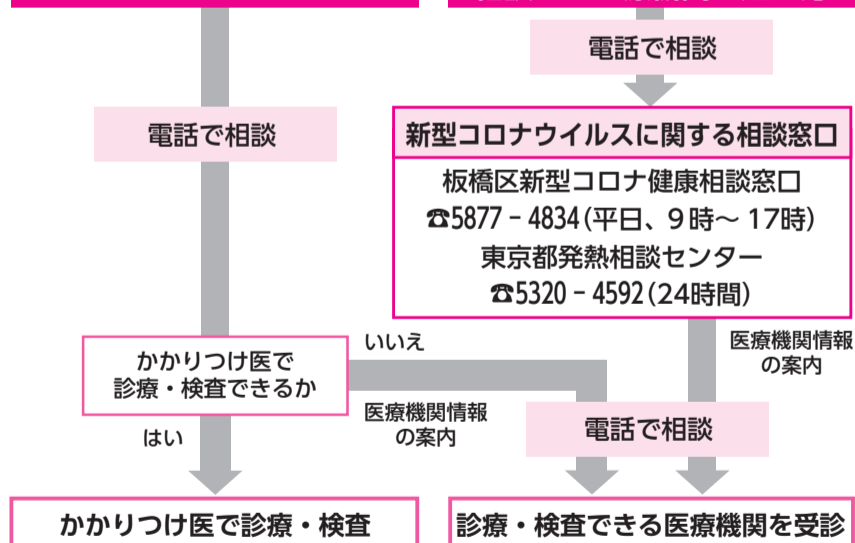 電話で相談
電話で相談
新型コロナウイルスに関する相談窓口
板橋区新型コロナ健康相談窓口
☎5877－4834(平日、9時～17時)
東京都発熱相談センター
☎5320－4592(24時間)
かかりつけ医で
診療・検査できるか
いいえ
医療機関情報
の案内
医療機関情報
の案内
はい
電話で相談
かかりつけ医で診療・検査
診療・検査できる医療機関を受診